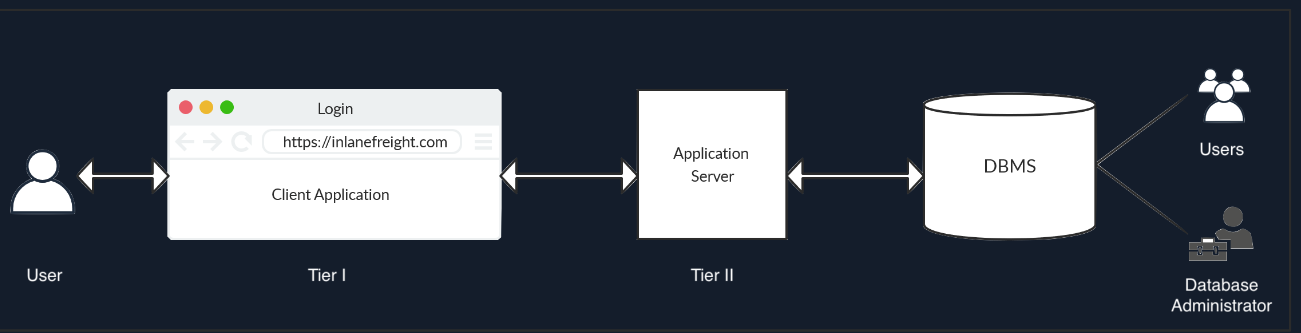 Login
https://inlanefreight.com
Client Application
Application
Server
DBMS
Users
User
Tier I
Tier II
Database
Administrator